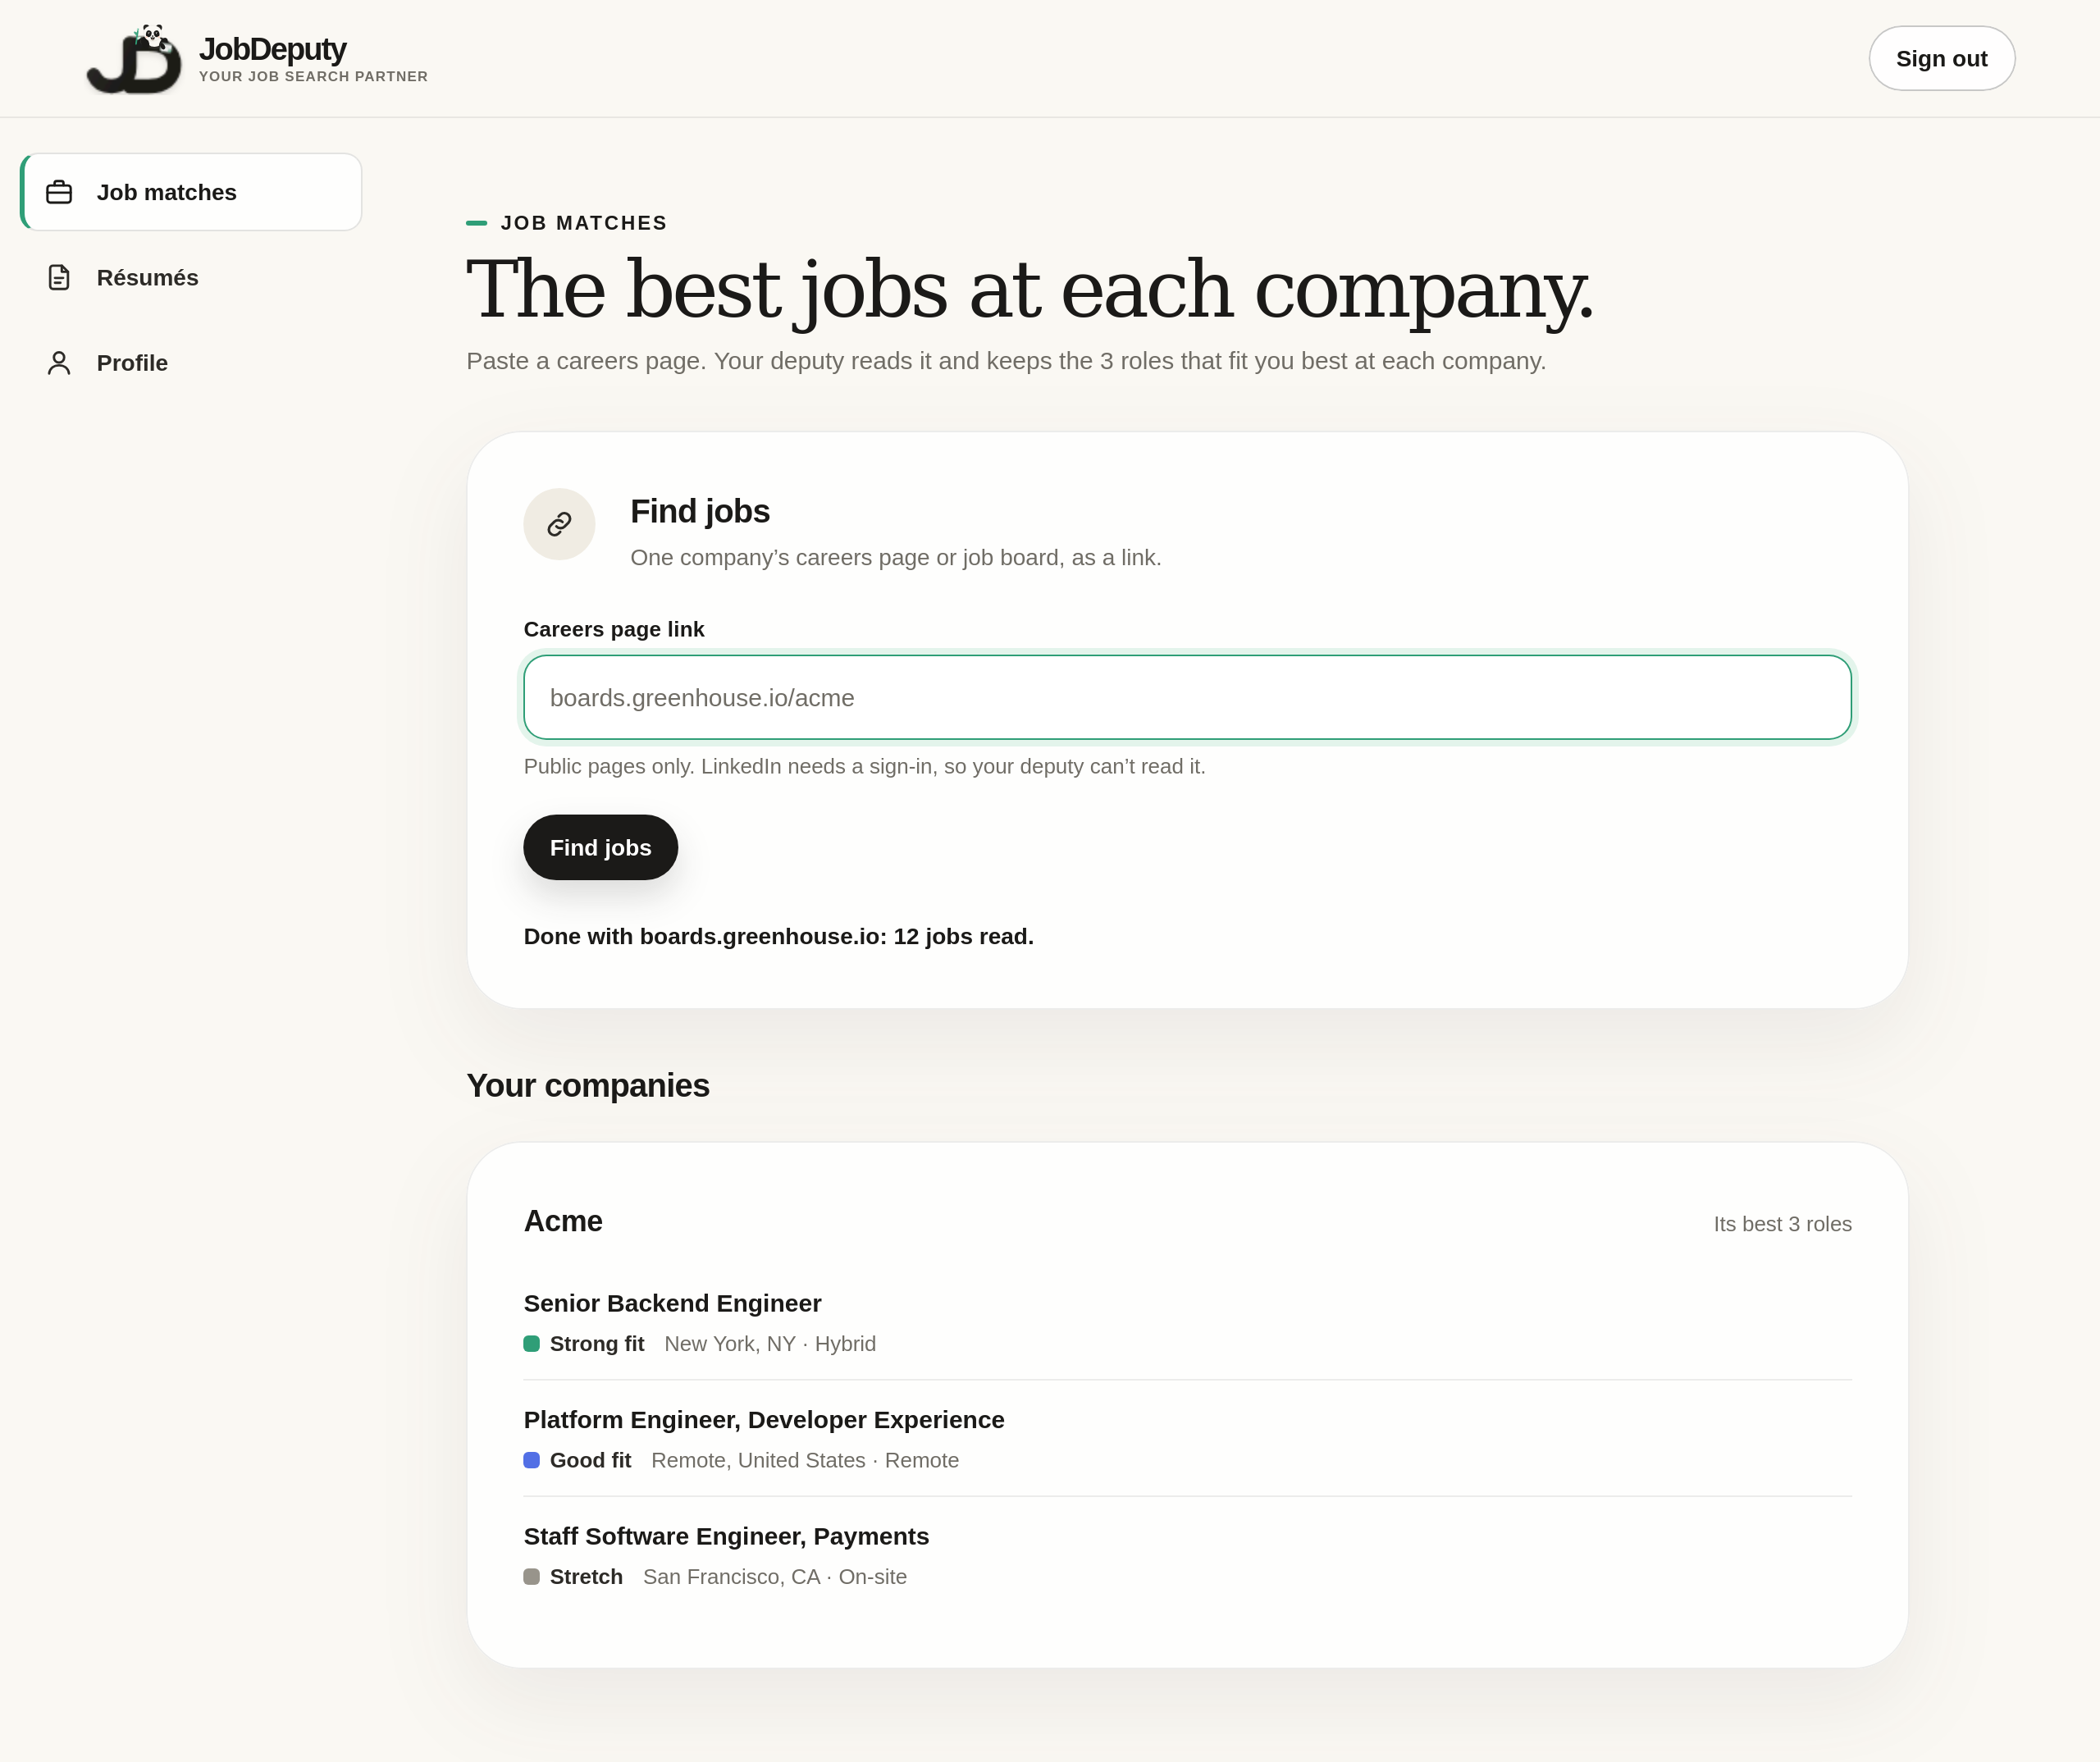 JobDeputy
YOUR JOB SEARCH PARTNER
Sign out
Job matches
Résumés
Profile
JOB MATCHES
The best jobs at each company.
Paste a careers page. Your deputy reads it and keeps the 3 roles that fit you best at each company.
Find jobs
One company’s careers page or job board, as a link.
Careers page link
boards.greenhouse.io/acme
Public pages only. LinkedIn needs a sign-in, so your deputy can’t read it.
Find jobs
Done with boards.greenhouse.io: 12 jobs read.
Your companies
Acme
Its best 3 roles
Senior Backend Engineer
Strong fit New York, NY · Hybrid
Platform Engineer, Developer Experience
Good fit Remote, United States · Remote
Staff Software Engineer, Payments
Stretch San Francisco, CA · On-site